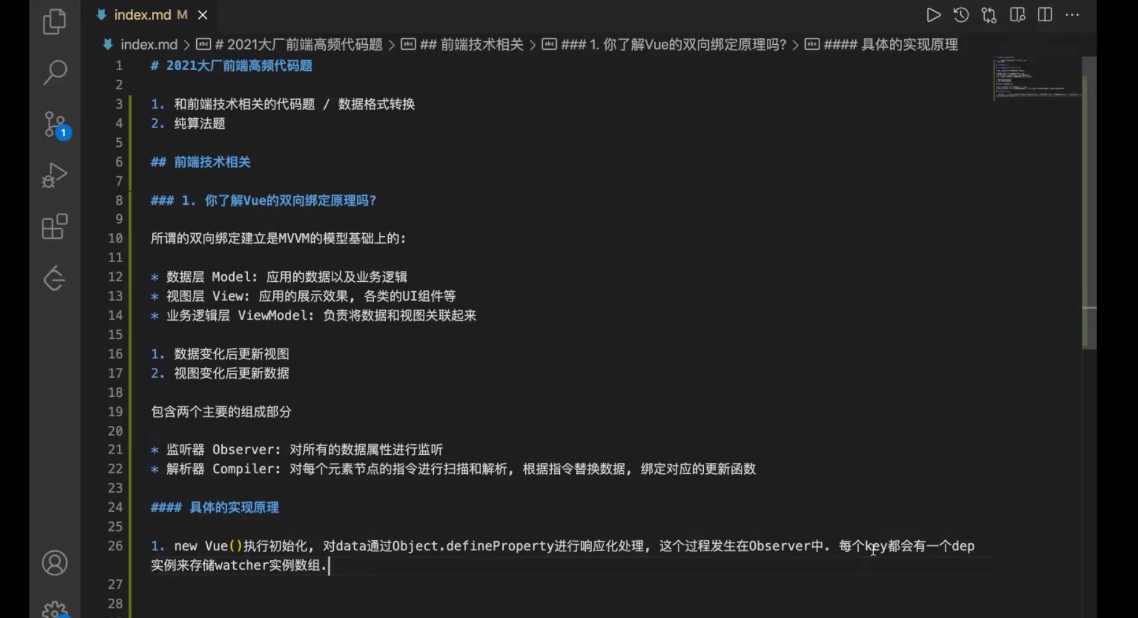 index.md M
index.md > # 2021大厂前端高频代码题 > ## 前端技术相关 > ### 1. 你了解Vue的双向绑定原理吗? > #### 具体的实现原理
1 # 2021大厂前端高频代码题
2
3 1. 和前端技术相关的代码题 / 数据格式转换
4 2. 纯算法题
5
6 ## 前端技术相关
7
8 ### 1. 你了解Vue的双向绑定原理吗?
9
10 所谓的双向绑定建立是MVVM的模型基础上的:
11
12 * 数据层 Model: 应用的数据以及业务逻辑
13 * 视图层 View: 应用的展示效果, 各类的UI组件等
14 * 业务逻辑层 ViewModel: 负责将数据和视图关联起来
15
16 1. 数据变化后更新视图
17 2. 视图变化后更新数据
18
19 包含两个主要的组成部分
20
21 * 监听器 Observer: 对所有的数据属性进行监听
22 * 解析器 Compiler: 对每个元素节点的指令进行扫描和解析, 根据指令替换数据, 绑定对应的更新函数
23
24 #### 具体的实现原理
25
26 1. new Vue()执行初始化, 对data通过Object.defineProperty进行响应化处理, 这个过程发生在Observer中. 每个key都会有一个dep
实例来存储watcher实例数组.
27
28
1